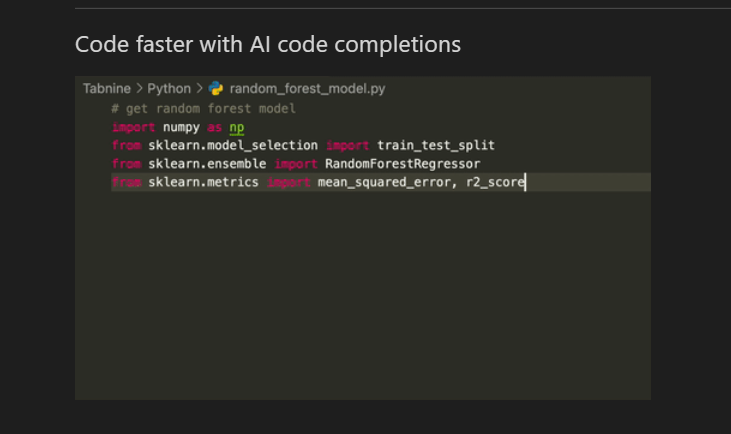 Code faster with AI code completions
Tabnine > Python > random_forest_model.py
# get random forest model
import numpy as np
from sklearn.model_selection import train_test_split
from sklearn.ensemble import RandomForestRegressor
from sklearn.metrics import mean_squared_error, r2_score